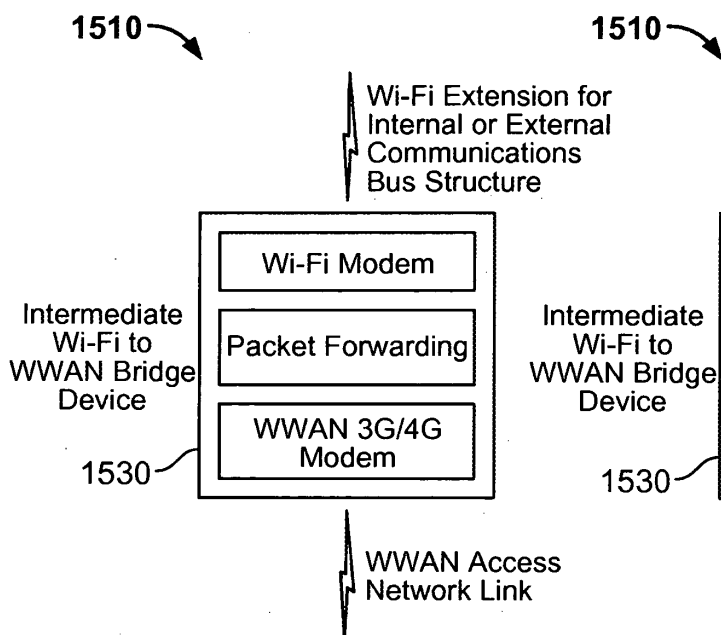 1510
1510
Wi-Fi Extension for
Internal or External
Communications
Bus Structure
Wi-Fi Modem
Packet Forwarding
WWAN 3G/4G
Modem
Intermediate
Wi-Fi to
WWAN Bridge
Device
1530
Intermediate
Wi-Fi to
WWAN Bridge
Device
1530
WWAN Access
Network Link